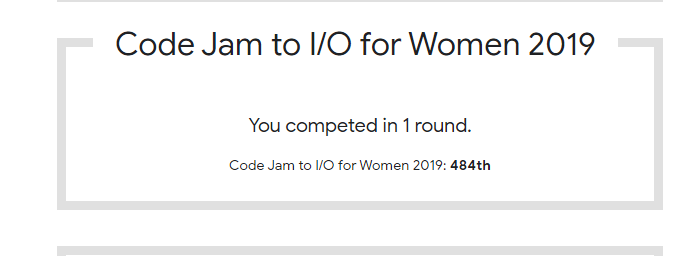 Code Jam to I/O for Women 2019
You competed in 1 round.
Code Jam to I/O for Women 2019: 484th